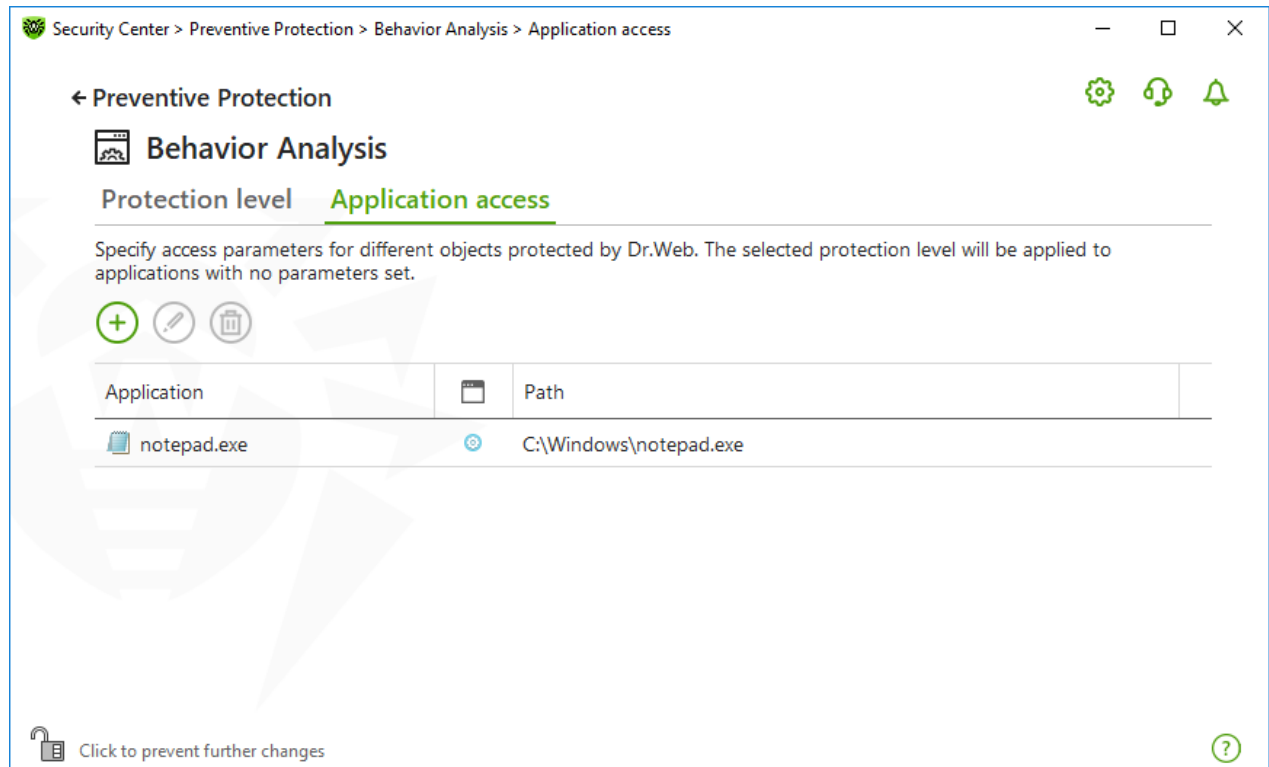 Security Center > Preventive Protection > Behavior Analysis > Application access
Preventive Protection
Behavior Analysis
Protection level Application access
Specify access parameters for different objects protected by Dr.Web. The selected protection level will be applied to
applications with no parameters set.
Application Path
notepad.exe C:\Windows\notepad.exe
Click to prevent further changes
?